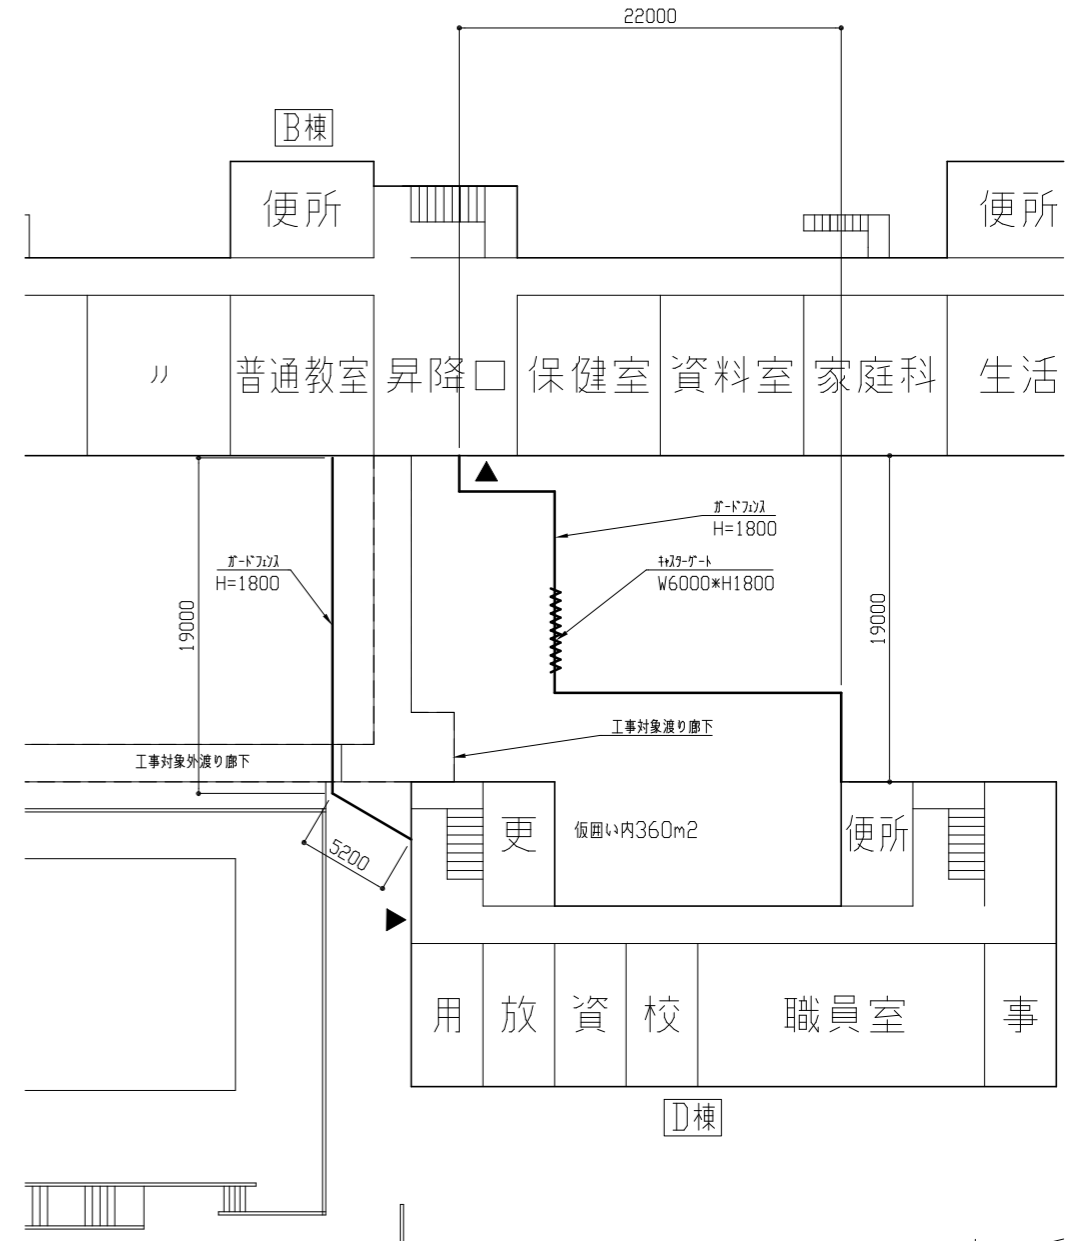 22000
B棟
便所
便所
〃
普通教室
昇降口
保健室
資料室
家庭科
生活
ガードフェンス
H=1800
ガードフェンス
H=1800
キャスターゲート
W6000*H1800
19000
19000
工事対象渡り廊下
工事対象外渡り廊下
5200
更
仮囲い内360m2
便所
用
放
資
校
職員室
事
D棟